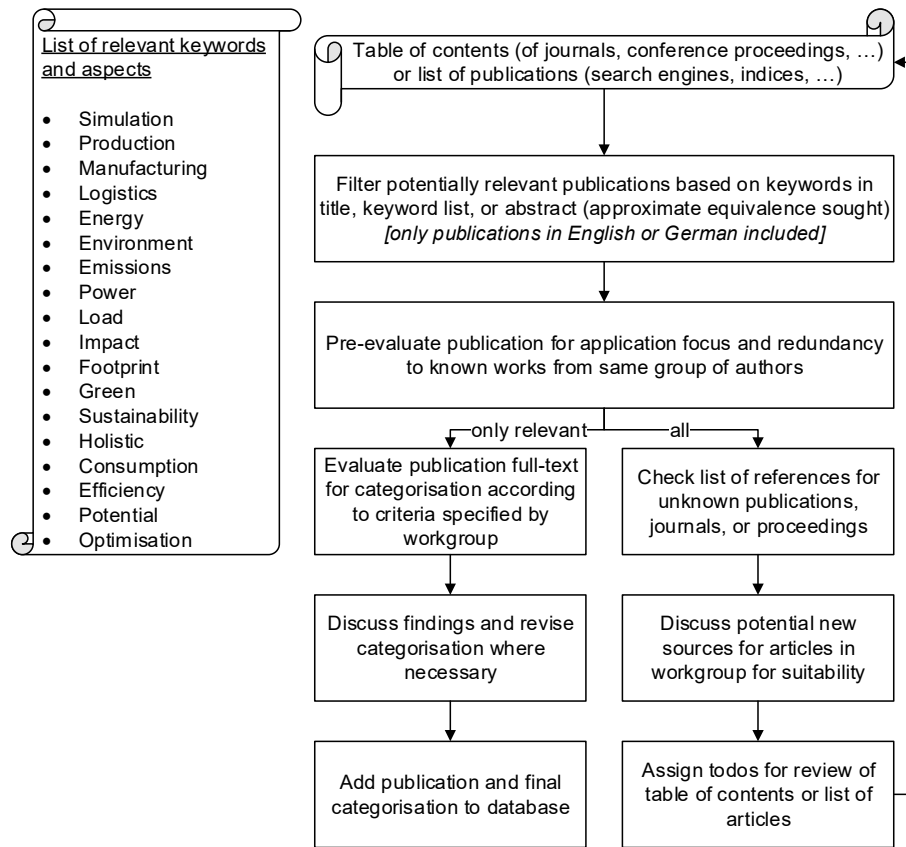 List of relevant keywords
and aspects
• Simulation
• Production
• Manufacturing
• Logistics
• Energy
• Environment
• Emissions
• Power
• Load
• Impact
• Footprint
• Green
• Sustainability
• Holistic
• Consumption
• Efficiency
• Potential
• Optimisation
Table of contents (of journals, conference proceedings, …)
or list of publications (search engines, indices, …)
Filter potentially relevant publications based on keywords in
title, keyword list, or abstract (approximate equivalence sought)
[only publications in English or German included]
Pre-evaluate publication for application focus and redundancy
to known works from same group of authors
only relevant
all
Evaluate publication full-text
for categorisation according
to criteria specified by
workgroup
Check list of references for
unknown publications,
journals, or proceedings
Discuss findings and revise
categorisation where
necessary
Discuss potential new
sources for articles in
workgroup for suitability
Add publication and final
categorisation to database
Assign todos for review of
table of contents or list of
articles